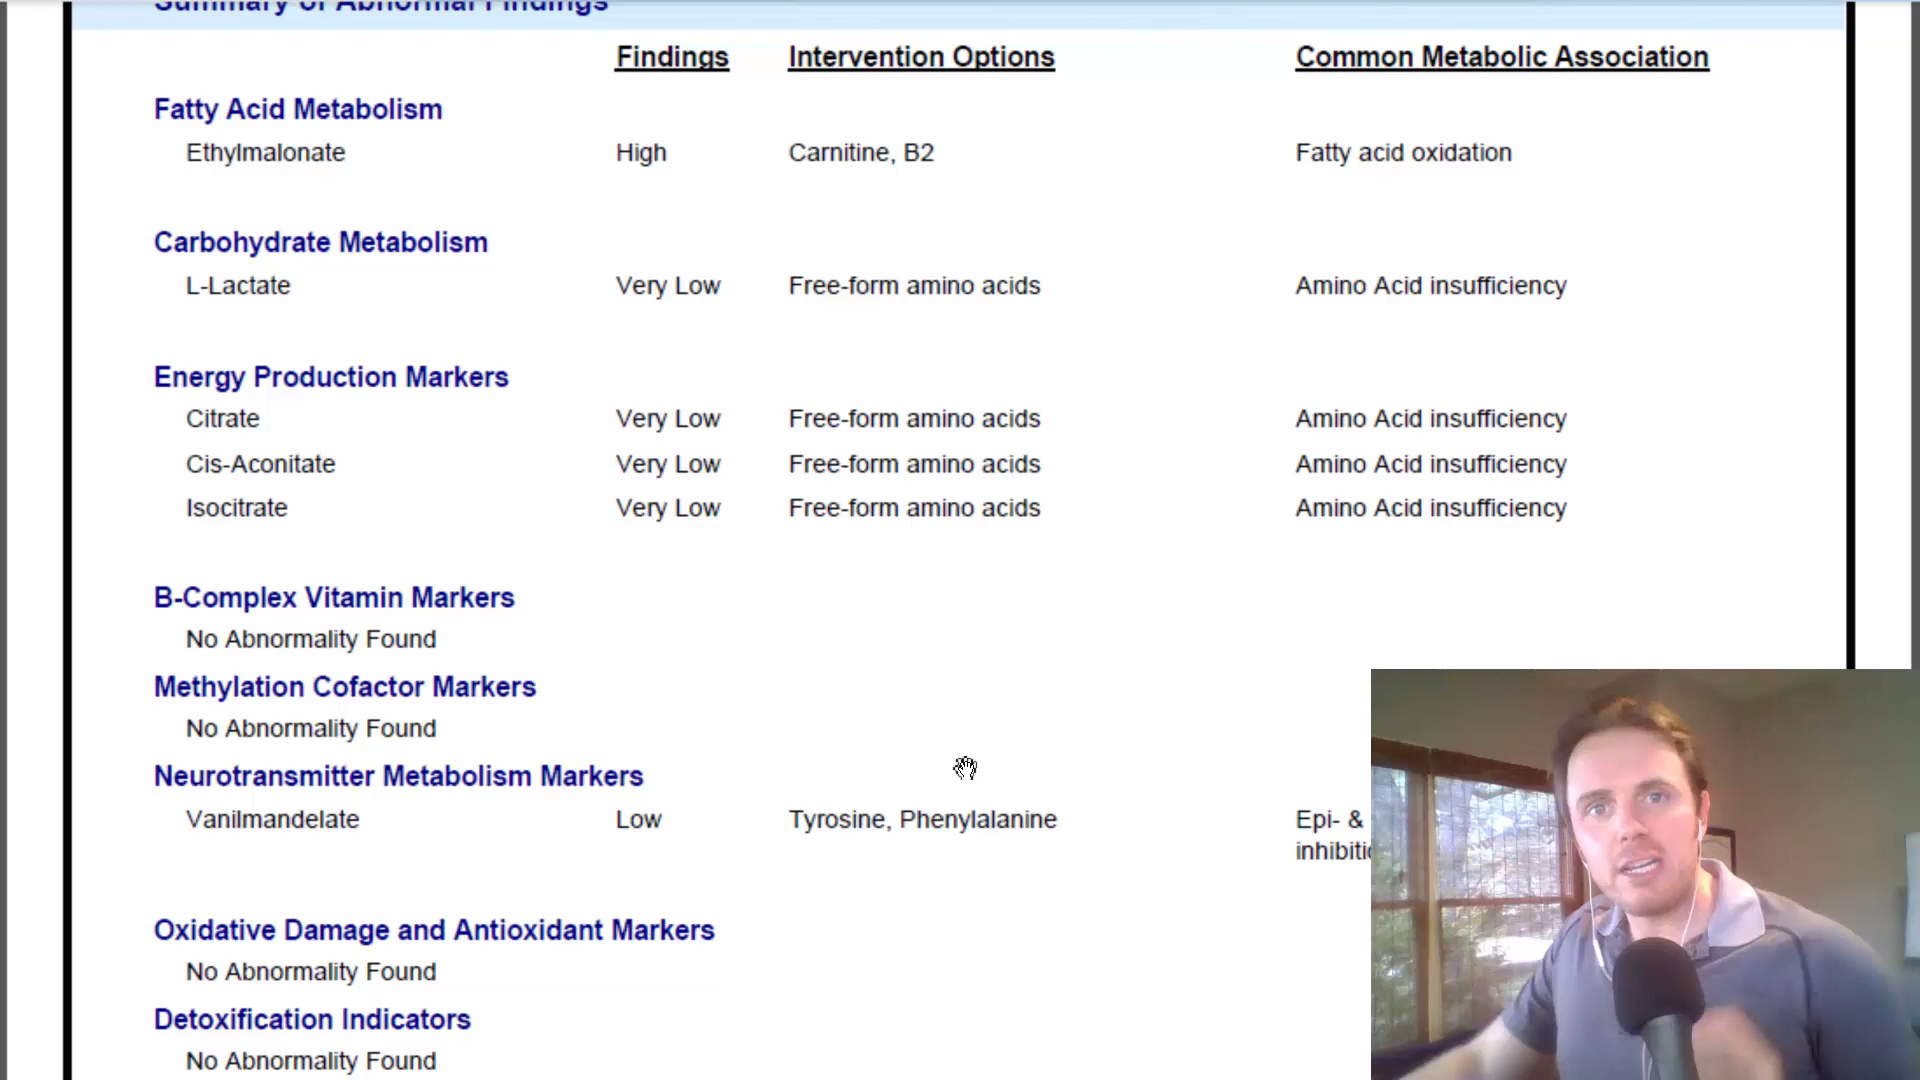 Summary of Abnormal Findings
Findings Intervention Options Common Metabolic Association
Fatty Acid Metabolism
Ethylmalonate High Carnitine, B2 Fatty acid oxidation
Carbohydrate Metabolism
L-Lactate Very Low Free-form amino acids Amino Acid insufficiency
Energy Production Markers
Citrate Very Low Free-form amino acids Amino Acid insufficiency
Cis-Aconitate Very Low Free-form amino acids Amino Acid insufficiency
Isocitrate Very Low Free-form amino acids Amino Acid insufficiency
B-Complex Vitamin Markers
No Abnormality Found
Methylation Cofactor Markers
No Abnormality Found
Neurotransmitter Metabolism Markers
Vanilmandelate Low Tyrosine, Phenylalanine Epi- &
Oxidative Damage and Antioxidant Markers
No Abnormality Found
Detoxification Indicators
No Abnormality Found